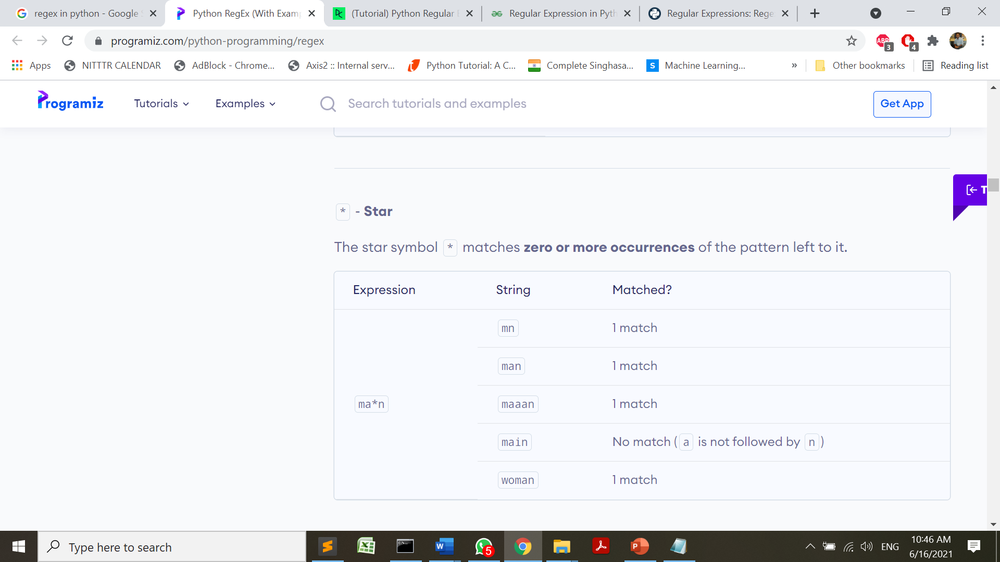 regex in python - Google
Python RegEx (With Exam
(Tutorial) Python Regular
Regular Expression in Pyth
Regular Expressions: Rege
programiz.com/python-programming/regex
ABP 3
4
Apps
NITTTR CALENDAR
AdBlock - Chrome...
Axis2 :: Internal serv...
Python Tutorial: A C...
Complete Singhasa...
S Machine Learning...
»
Other bookmarks
Reading list
Programiz
Tutorials
Examples
Search tutorials and examples
Get App
T
* - Star
The star symbol * matches zero or more occurrences of the pattern left to it.
Expression String Matched?
mn 1 match
man 1 match
ma*n maaan 1 match
main No match ( a is not followed by n )
woman 1 match
Type here to search
5
ENG
10:46 AM
6/16/2021